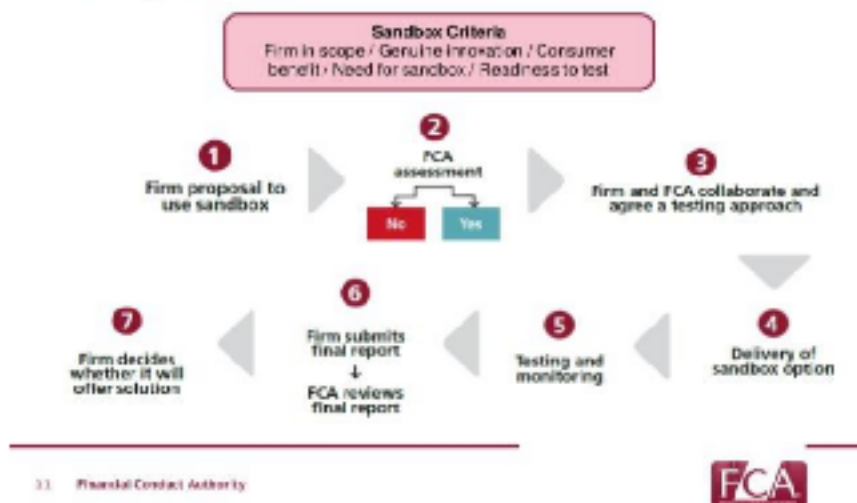 Sandbox Criteria
Firm in scope / Genuine innovation / Consumer
benefit / Need for sandbox / Readiness to test
1
Firm proposal to
use sandbox
2
FCA
assessment
No
Yes
3
Firm and FCA collaborate and
agree a testing approach
4
Delivery of
sandbox option
5
Testing and
monitoring
6
Firm submits
final report
FCA reviews
final report
7
Firm decides
whether it will
offer solution
11 Financial Conduct Authority
FCA